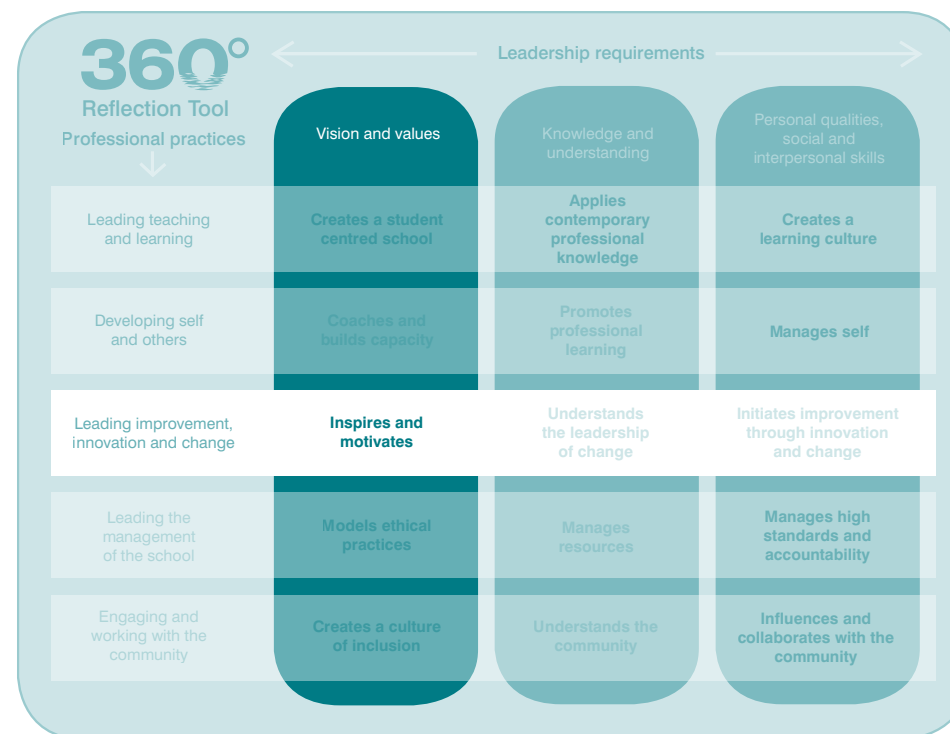 360°
Reflection Tool
Professional practices
Leadership requirements
Vision and values
Knowledge and
understanding
Personal qualities,
social and
interpersonal skills
Leading teaching
and learning
Creates a student
centred school
Applies
contemporary
professional
knowledge
Creates a
learning culture
Developing self
and others
Coaches and
builds capacity
Promotes
professional
learning
Manages self
Leading improvement,
innovation and change
Inspires and
motivates
Understands
the leadership
of change
Initiates improvement
through innovation
and change
Leading the
management
of the school
Models ethical
practices
Manages
resources
Manages high
standards and
accountability
Engaging and
working with the
community
Creates a culture
of inclusion
Understands the
community
Influences and
collaborates with the
community